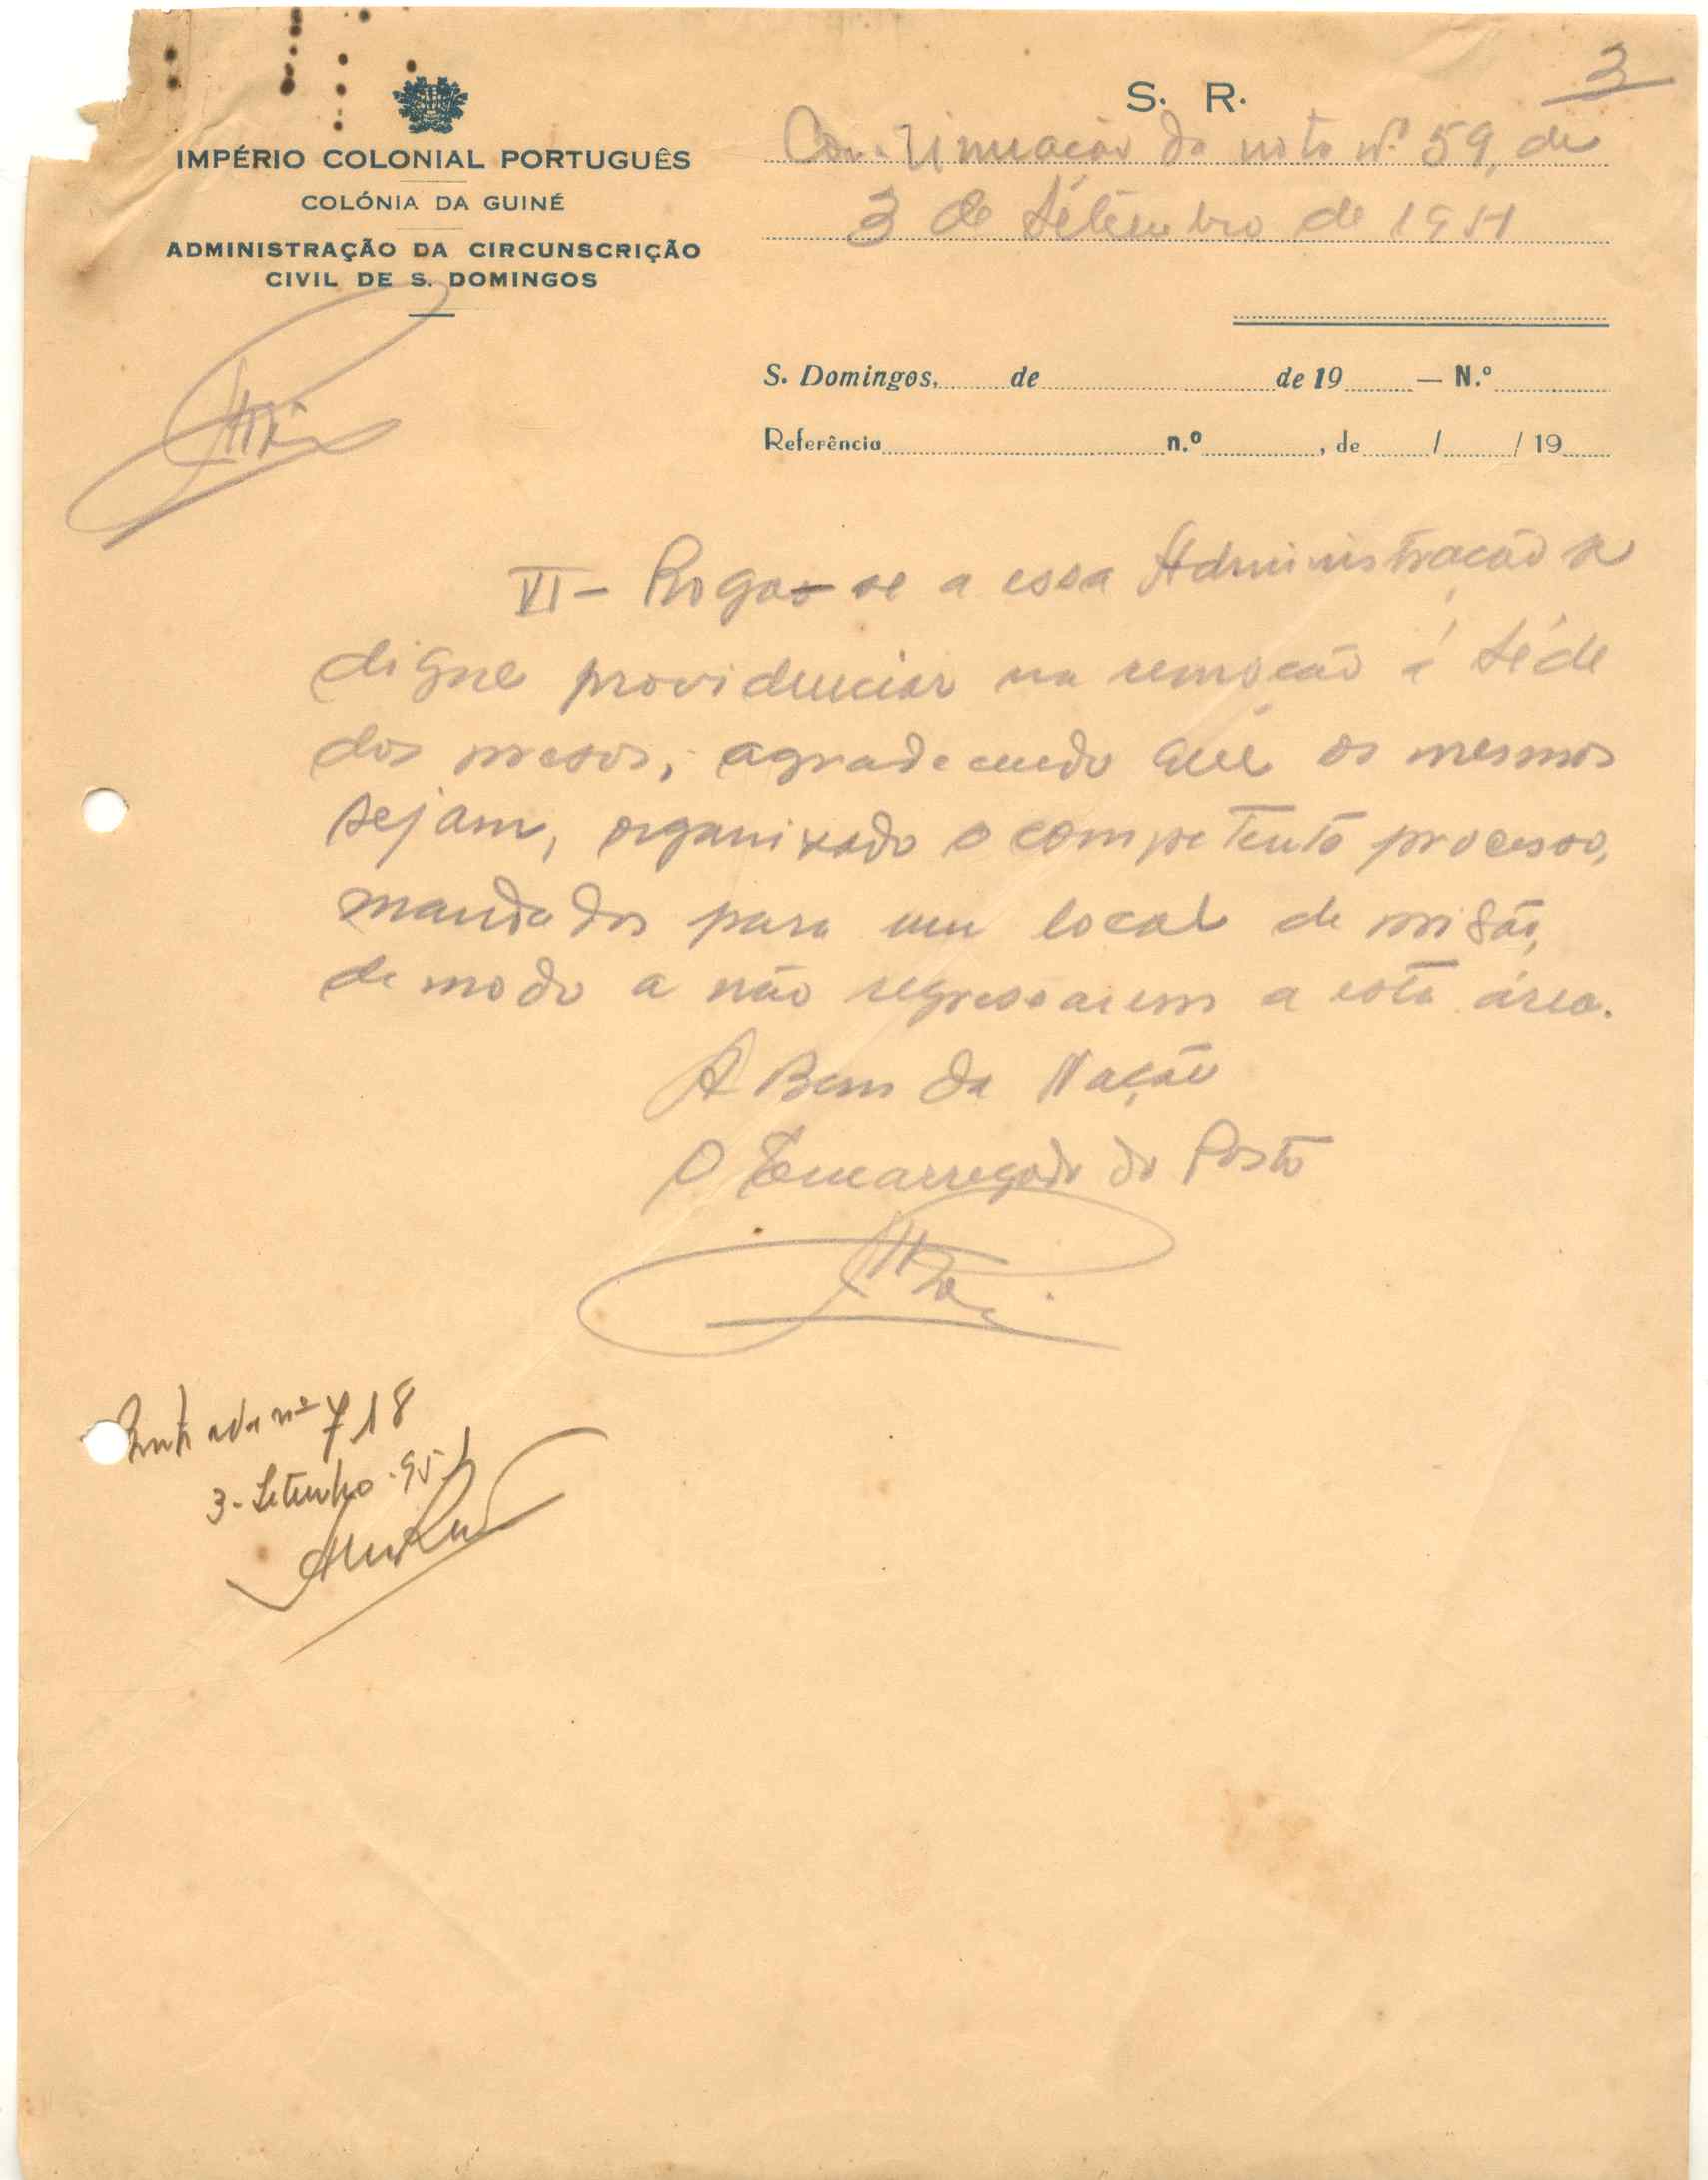 3
S. R.
IMPÉRIO COLONIAL PORTUGUÊS
COLÓNIA DA GUINÉ
ADMINISTRAÇÃO DA CIRCUNSCRIÇÃO
CIVIL DE S. DOMINGOS
Continuação da nota nº 59, de
3 de Setembro de 1951
S. Domingos, de de 19 — N.º
Referência n.º , de / / 19
VI - Roga-se a essa Administração se
digne providenciar na remoção á séde
dos presos, agradecendo que os mesmos
sejam, organizado o competente processo,
mandados para um local de prisão,
de modo a não regressarem a esta área.
A Bem da Nação
O Encarregado do Posto
Entrada nº 718
3-Setembro-951